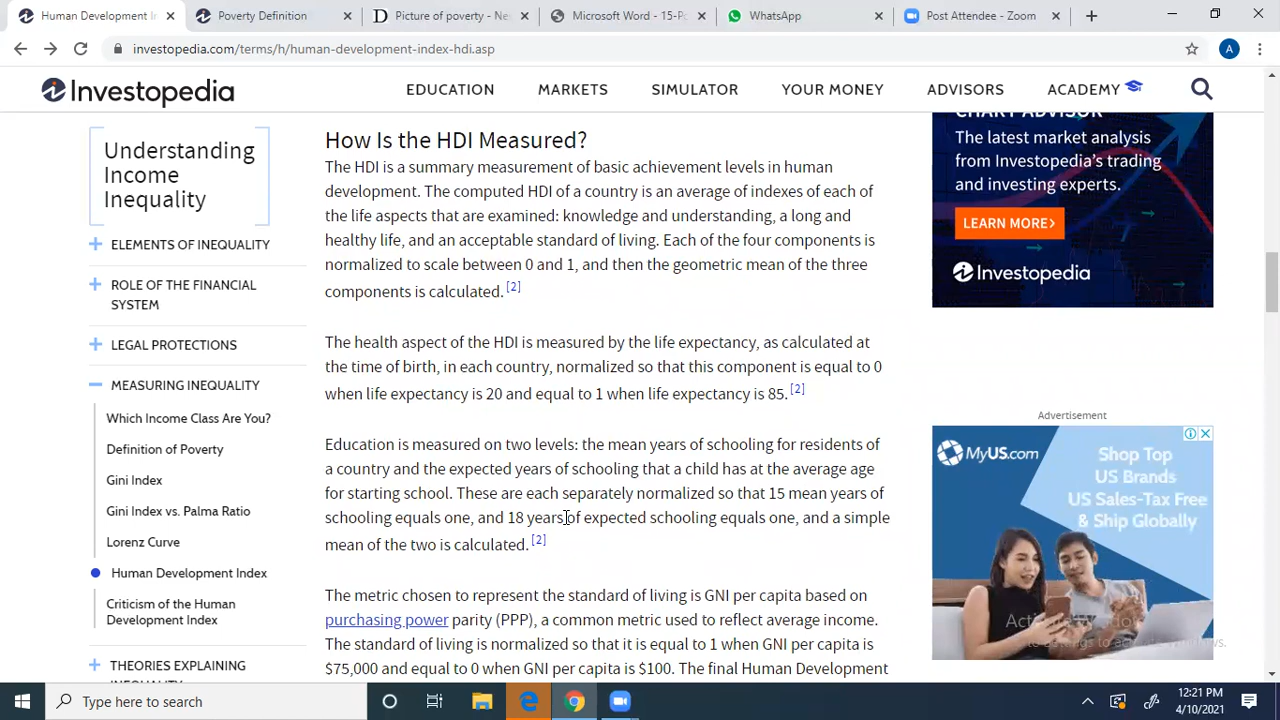 Human Development In
Poverty Definition
Picture of poverty - Ne
Microsoft Word - 15-Po
WhatsApp
Post Attendee - Zoom
investopedia.com/terms/h/human-development-index-hdi.asp
A
Investopedia
EDUCATION
MARKETS
SIMULATOR
YOUR MONEY
ADVISORS
ACADEMY
Understanding
Income
Inequality
ELEMENTS OF INEQUALITY
ROLE OF THE FINANCIAL
SYSTEM
LEGAL PROTECTIONS
MEASURING INEQUALITY
Which Income Class Are You?
Definition of Poverty
Gini Index
Gini Index vs. Palma Ratio
Lorenz Curve
Human Development Index
Criticism of the Human
Development Index
THEORIES EXPLAINING
INEQUALITY
How Is the HDI Measured?
The HDI is a summary measurement of basic achievement levels in human
development. The computed HDI of a country is an average of indexes of each of
the life aspects that are examined: knowledge and understanding, a long and
healthy life, and an acceptable standard of living. Each of the four components is
normalized to scale between 0 and 1, and then the geometric mean of the three
components is calculated. [2]
The health aspect of the HDI is measured by the life expectancy, as calculated at
the time of birth, in each country, normalized so that this component is equal to 0
when life expectancy is 20 and equal to 1 when life expectancy is 85. [2]
Education is measured on two levels: the mean years of schooling for residents of
a country and the expected years of schooling that a child has at the average age
for starting school. These are each separately normalized so that 15 mean years of
schooling equals one, and 18 years of expected schooling equals one, and a simple
mean of the two is calculated. [2]
The metric chosen to represent the standard of living is GNI per capita based on
purchasing power parity (PPP), a common metric used to reflect average income.
The standard of living is normalized so that it is equal to 1 when GNI per capita is
$75,000 and equal to 0 when GNI per capita is $100. The final Human Development
CHART ADVISOR
The latest market analysis
from Investopedia's trading
and investing experts.
LEARN MORE>
Investopedia
Advertisement
MyUS.com
Shop Top
US Brands
US Sales-Tax Free
& Ship Globally
Type here to search
12:21 PM
4/10/2021